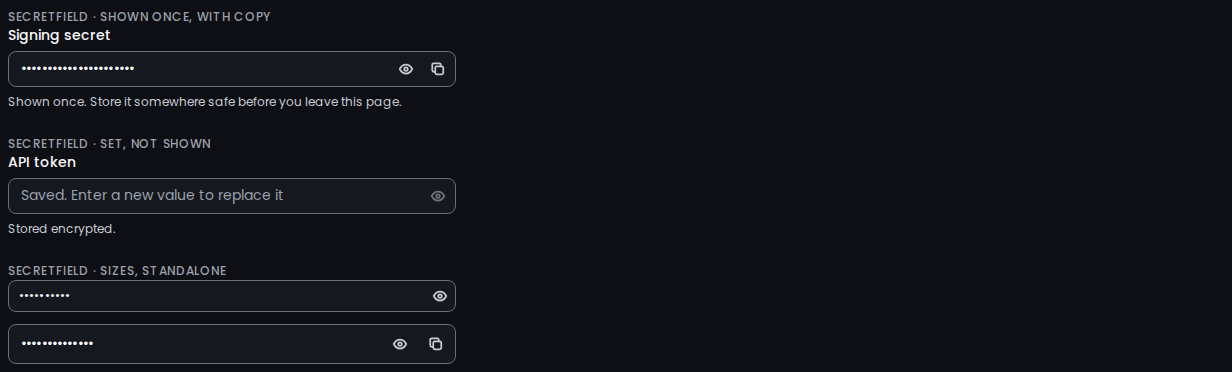 SECRETFIELD · SHOWN ONCE, WITH COPY
Signing secret
••••••••••••••••••••••
Shown once. Store it somewhere safe before you leave this page.
SECRETFIELD · SET, NOT SHOWN
API token
Saved. Enter a new value to replace it
Stored encrypted.
SECRETFIELD · SIZES, STANDALONE
••••••••••
••••••••••••••